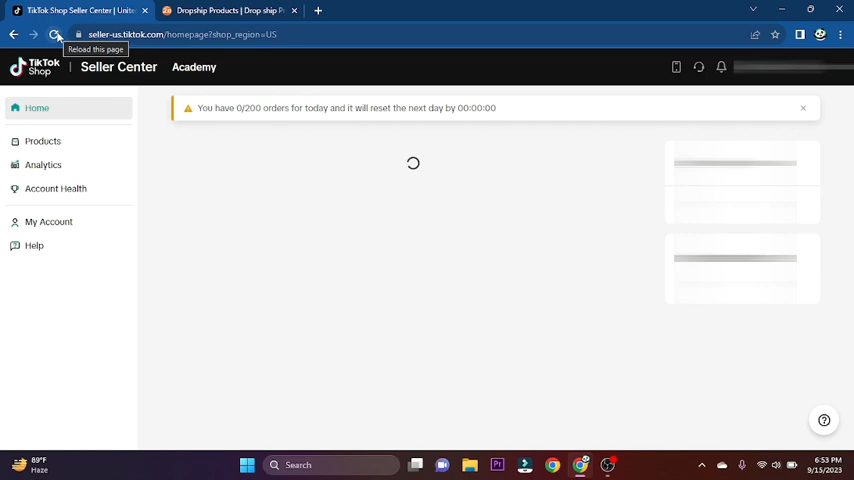 TikTok Shop Seller Center | Unite
Dropship Products | Drop ship Pr
seller-us.tiktok.com/homepage?shop_region=US
Reload this page
TikTok Shop | Seller Center Academy
Home
You have 0/200 orders for today and it will reset the next day by 00:00:00
Products
Analytics
Account Health
My Account
Help
89°F
Haze
Search
Pr
6:53 PM
9/15/2023